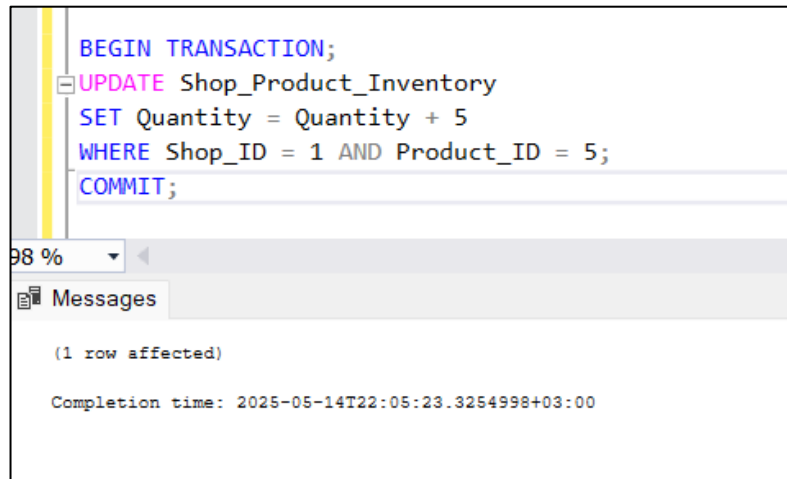 BEGIN TRANSACTION;
UPDATE Shop_Product_Inventory
SET Quantity = Quantity + 5
WHERE Shop_ID = 1 AND Product_ID = 5;
COMMIT;
98 %
Messages
(1 row affected)
Completion time: 2025-05-14T22:05:23.3254998+03:00